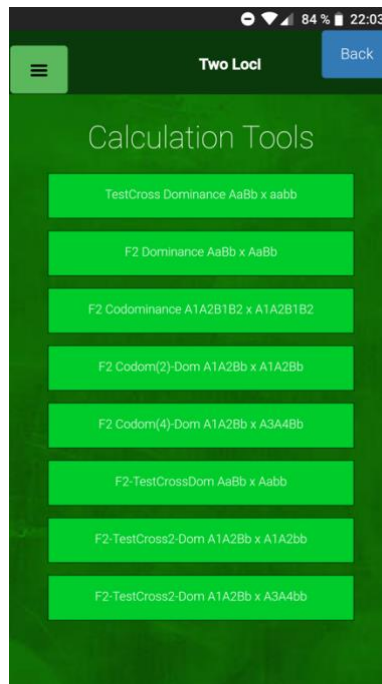 84 % 22:03
Two Loci
Back
Calculation Tools
TestCross Dominance AaBb x aabb
F2 Dominance AaBb x AaBb
F2 Codominance A1A2B1B2 x A1A2B1B2
F2 Codom(2)-Dom A1A2Bb x A1A2Bb
F2 Codom(4)-Dom A1A2Bb x A3A4Bb
F2-TestCrossDom AaBb x Aabb
F2-TestCross2-Dom A1A2Bb x A1A2bb
F2-TestCross2-Dom A1A2Bb x A3A4bb